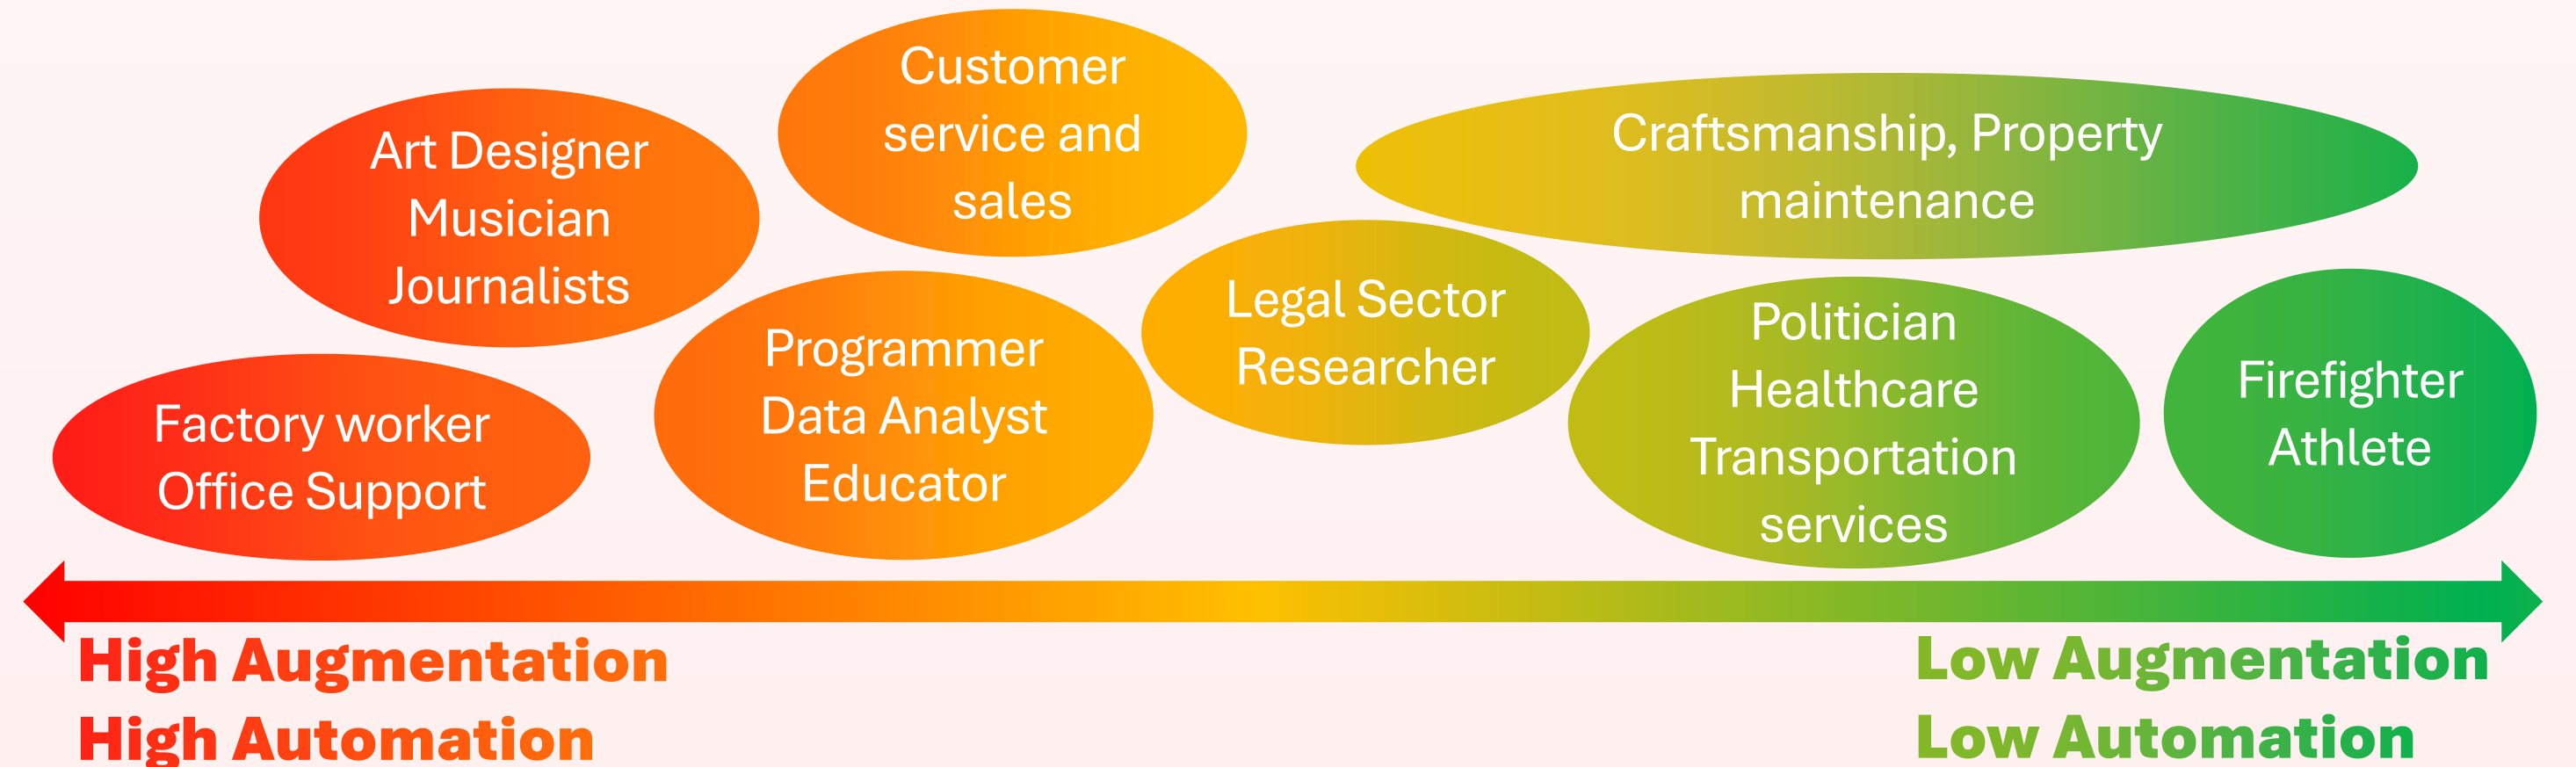 Customer
service and
sales
Art Designer
Musician
Journalists
Craftsmanship, Property
maintenance
Legal Sector
Researcher
Programmer
Data Analyst
Educator
Politician
Healthcare
Transportation
services
Firefighter
Athlete
Factory worker
Office Support
High Augmentation
High Automation
Low Augmentation
Low Automation